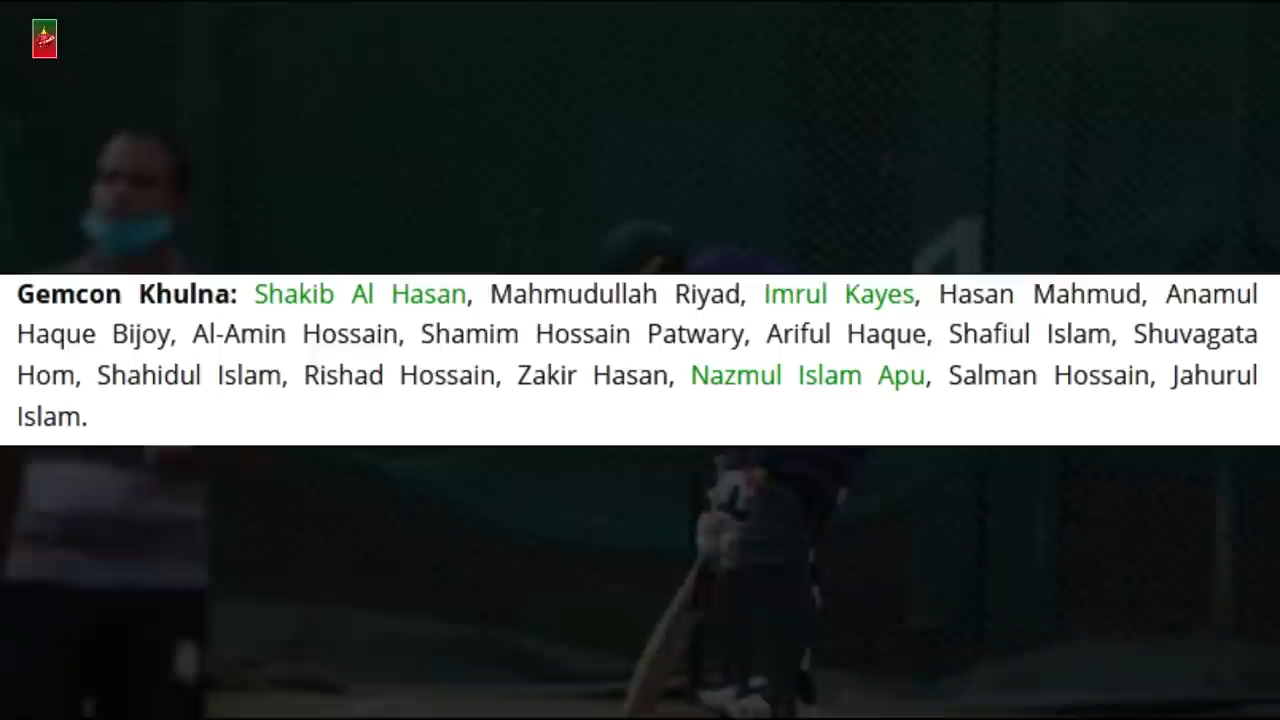 Gemcon Khulna: Shakib Al Hasan, Mahmudullah Riyad, Imrul Kayes, Hasan Mahmud, Anamul
Haque Bijoy, Al-Amin Hossain, Shamim Hossain Patwary, Ariful Haque, Shafiul Islam, Shuvagata
Hom, Shahidul Islam, Rishad Hossain, Zakir Hasan, Nazmul Islam Apu, Salman Hossain, Jahurul
Islam.